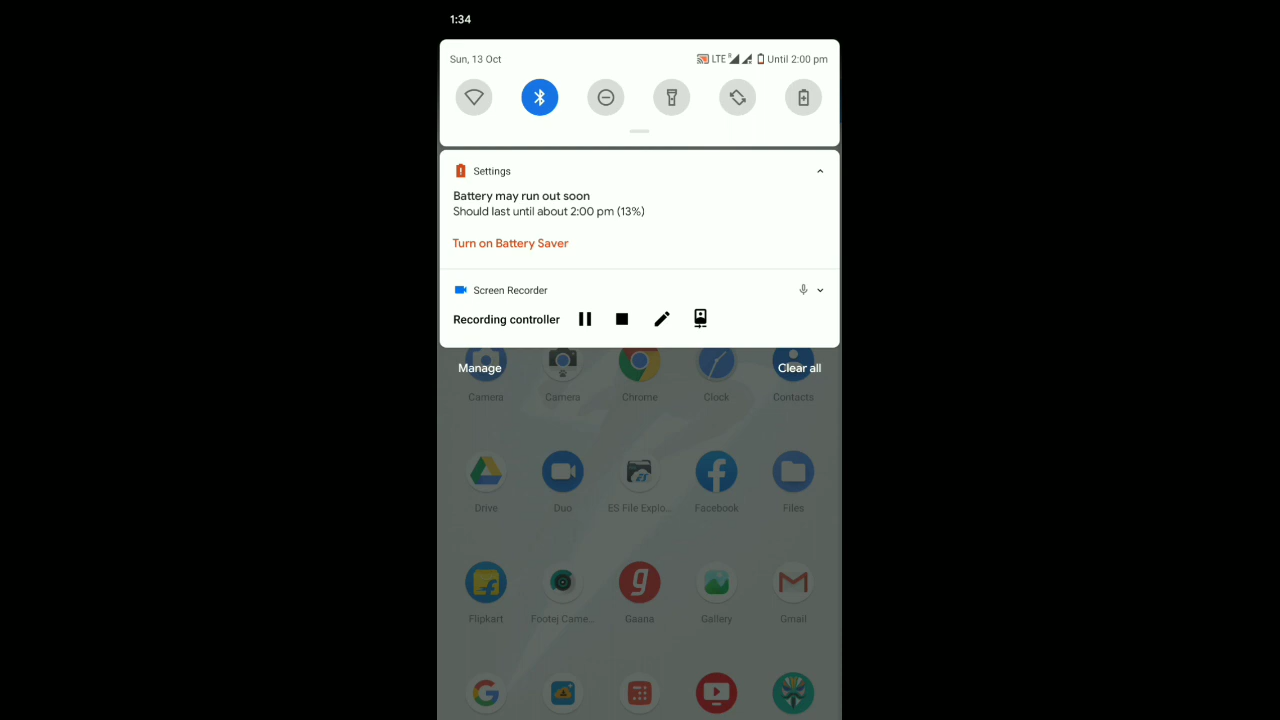 1:34
Sun, 13 Oct
LTE R Until 2:00 pm
Settings
Battery may run out soon
Should last until about 2:00 pm (13%)
Turn on Battery Saver
Screen Recorder
Recording controller
Manage
Clear all
Camera Camera Chrome Clock Contacts
Drive Duo ES File Explo... Facebook Files
Flipkart Footej Came... Gaana Gallery Gmail